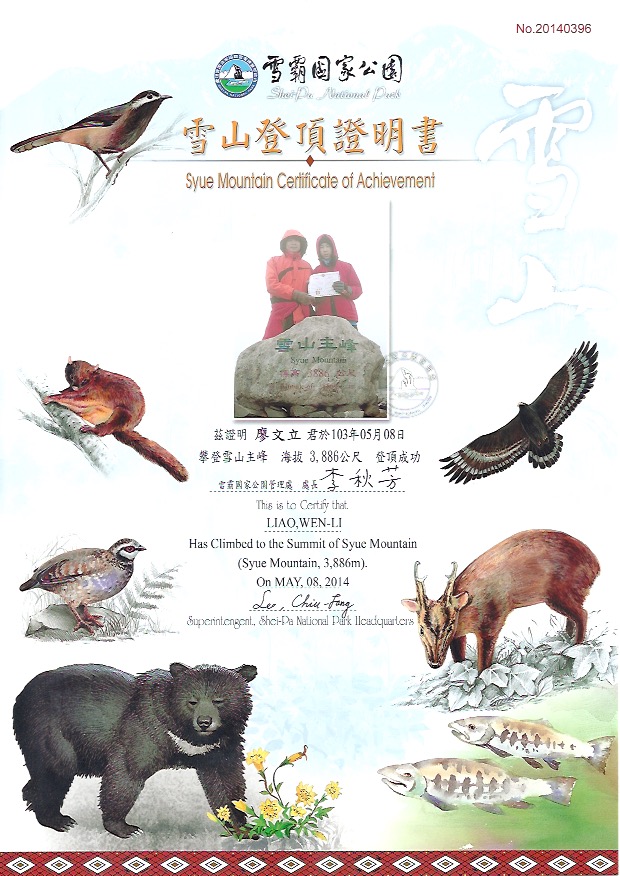 No.20140396
雪山
雪霸國家公園
Shei-Pa National Park
雪山登頂證明書
Syue Mountain Certificate of Achievement
雪山主峰
Syue Mountain
茲證明 廖文立 君於103年05月08日
攀登雪山主峰 海拔 3,886公尺 登頂成功
雪霸國家公園管理處 處長 李秋芳
This is to Certify that
LIAO,WEN-LI
Has Climbed to the Summit of Syue Mountain
(Syue Mountain, 3,886m).
On MAY, 08, 2014
Superintendent, Shei-Pa National Park Headquarters